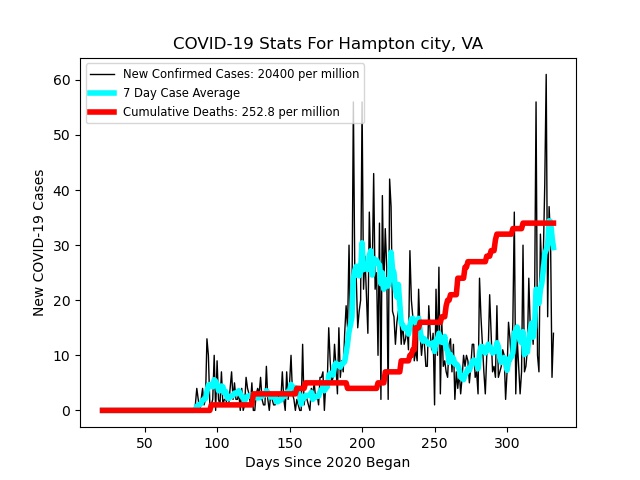 COVID-19 Stats For Hampton city, VA
New Confirmed Cases: 20400 per million
7 Day Case Average
Cumulative Deaths: 252.8 per million
New COVID-19 Cases
60
50
40
30
20
10
0
50
100
150
200
250
300
Days Since 2020 Began